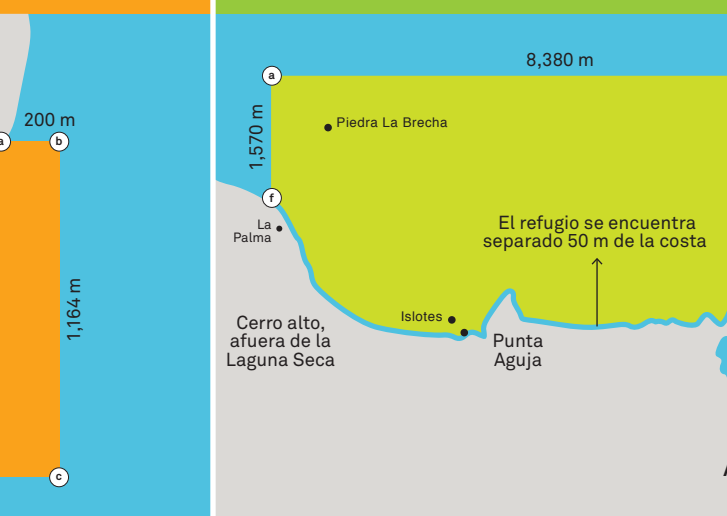 200 m
a
b
1,164 m
c
8,380 m
a
1,570 m
Piedra La Brecha
f
La
Palma
El refugio se encuentra
separado 50 m de la costa
Islotes
Cerro alto,
afuera de la
Laguna Seca
Punta
Aguja